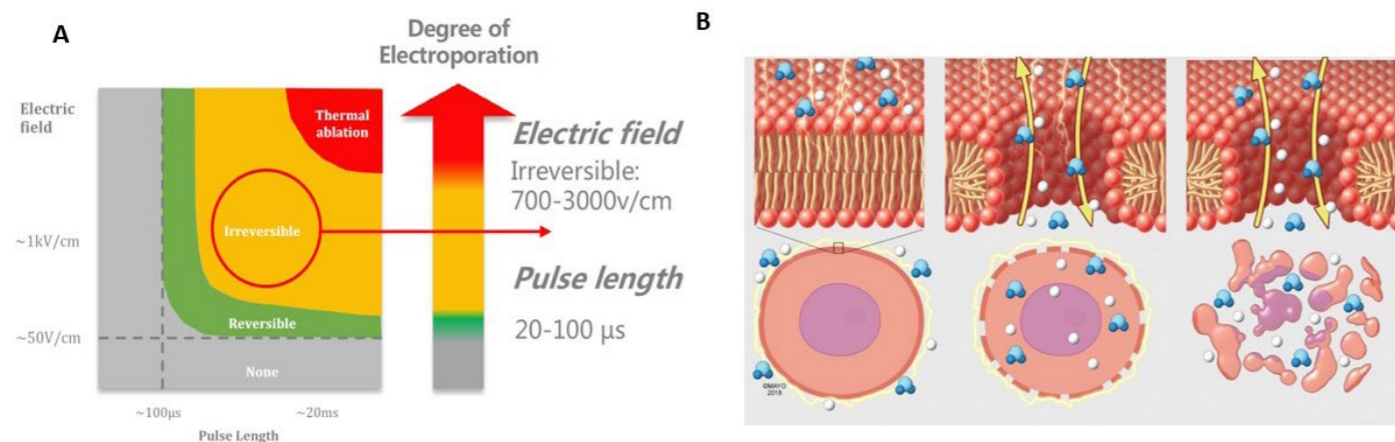 A
Electric
field
~1kV/cm
~50V/cm
Thermal
ablation
Irreversible
Reversible
None
~100µs
~20ms
Pulse Length
Degree of
Electroporation
Electric field
Irreversible:
700-3000v/cm
Pulse length
20-100 µs
B
©MAYO
2018